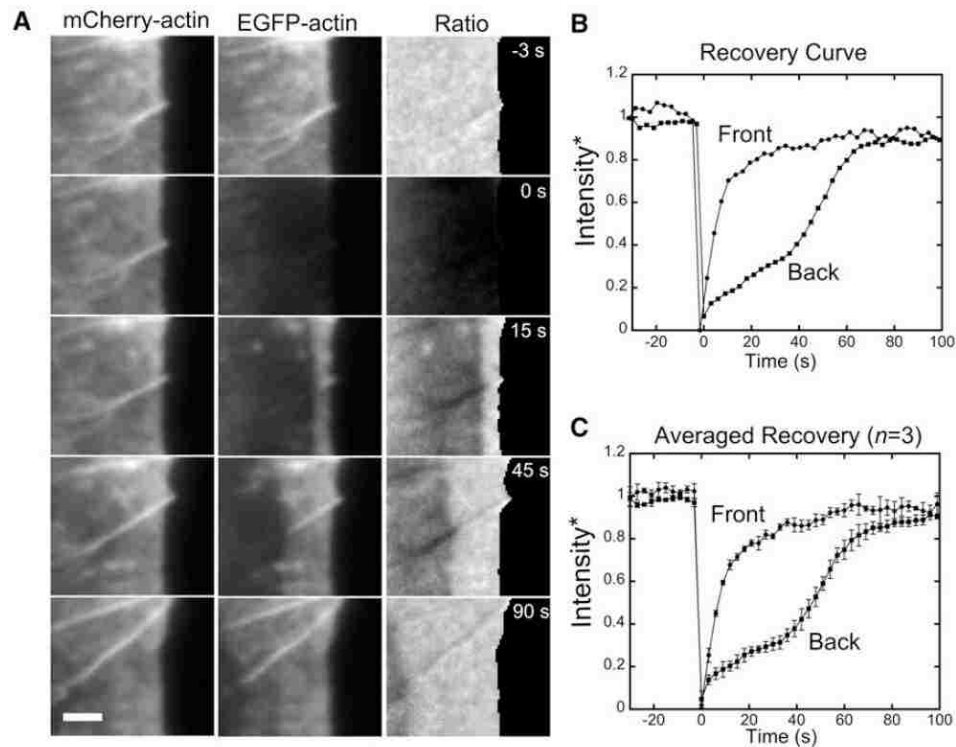 A
mCherry-actin EGFP-actin Ratio
-3 s
0 s
15 s
45 s
90 s
B
Recovery Curve
Intensity*
1.2
1
0.8
0.6
0.4
0.2
0
Front
Back
-20 0 20 40 60 80 100
Time (s)
C
Averaged Recovery (n=3)
Intensity*
1.2
1
0.8
0.6
0.4
0.2
0
Front
Back
-20 0 20 40 60 80 100
Time (s)